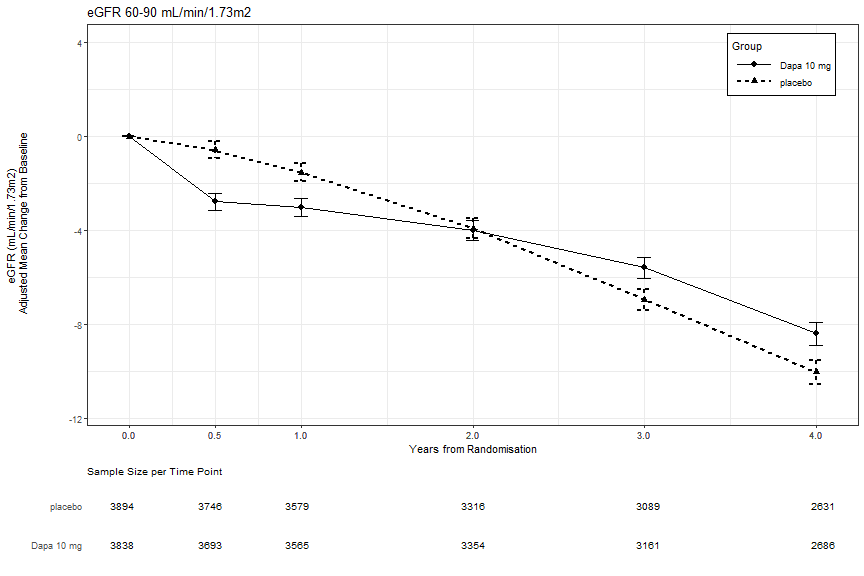 eGFR 60-90 mL/min/1.73m2
Group
Dapa 10 mg
placebo
eGFR (mL/min/1.73m2)
Adjusted Mean Change from Baseline
4
0
-4
-8
-12
0.0 0.5 1.0 2.0 3.0 4.0
Years from Randomisation
Sample Size per Time Point
placebo 3894 3746 3579 3316 3089 2631
Dapa 10 mg 3838 3693 3565 3354 3161 2686